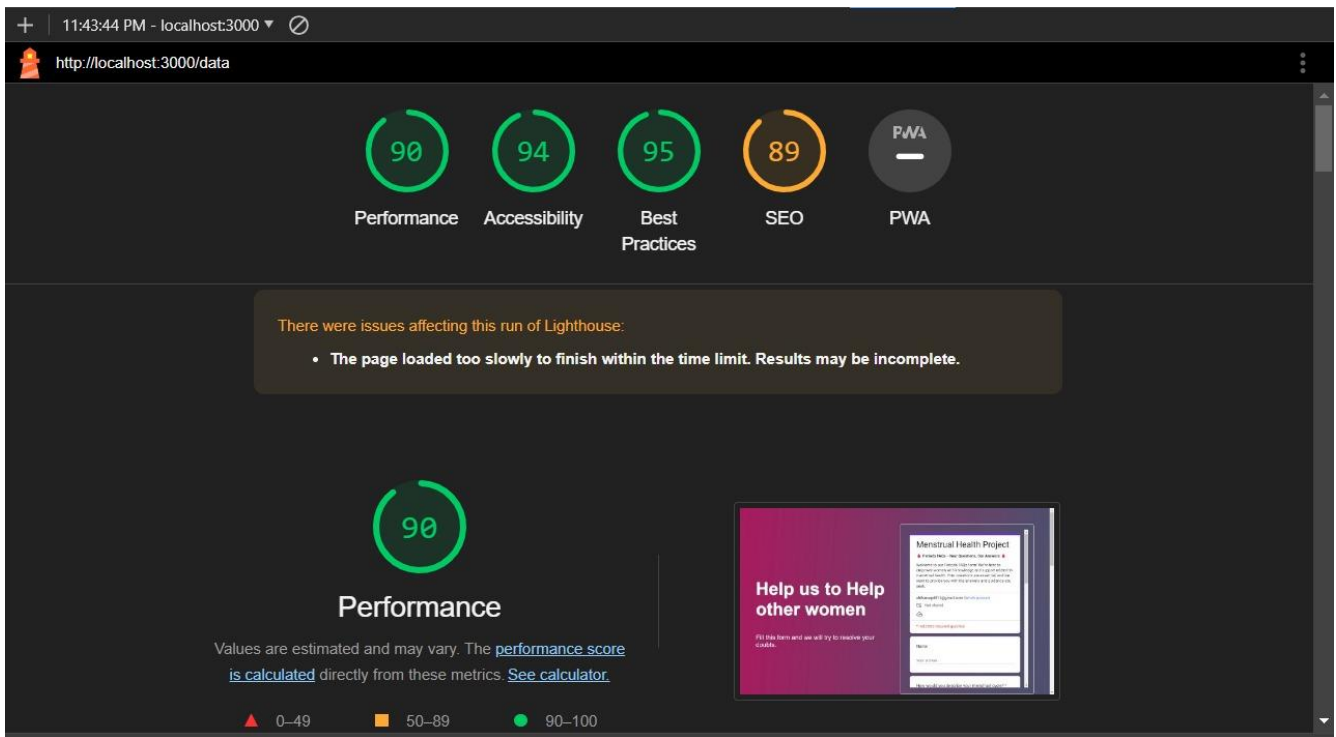 11:43:44 PM - localhost:3000
http://localhost:3000/data
90
94
95
89
PWA
Performance
Accessibility
Best
Practices
SEO
PWA
There were issues affecting this run of Lighthouse:
• The page loaded too slowly to finish within the time limit. Results may be incomplete.
90
Performance
Values are estimated and may vary. The performance score
is calculated directly from these metrics. See calculator.
0–49
50–89
90–100
Help us to Help
other women
Fill this form and we will try to resolve your
doubts.
Menstrual Health Project
Name